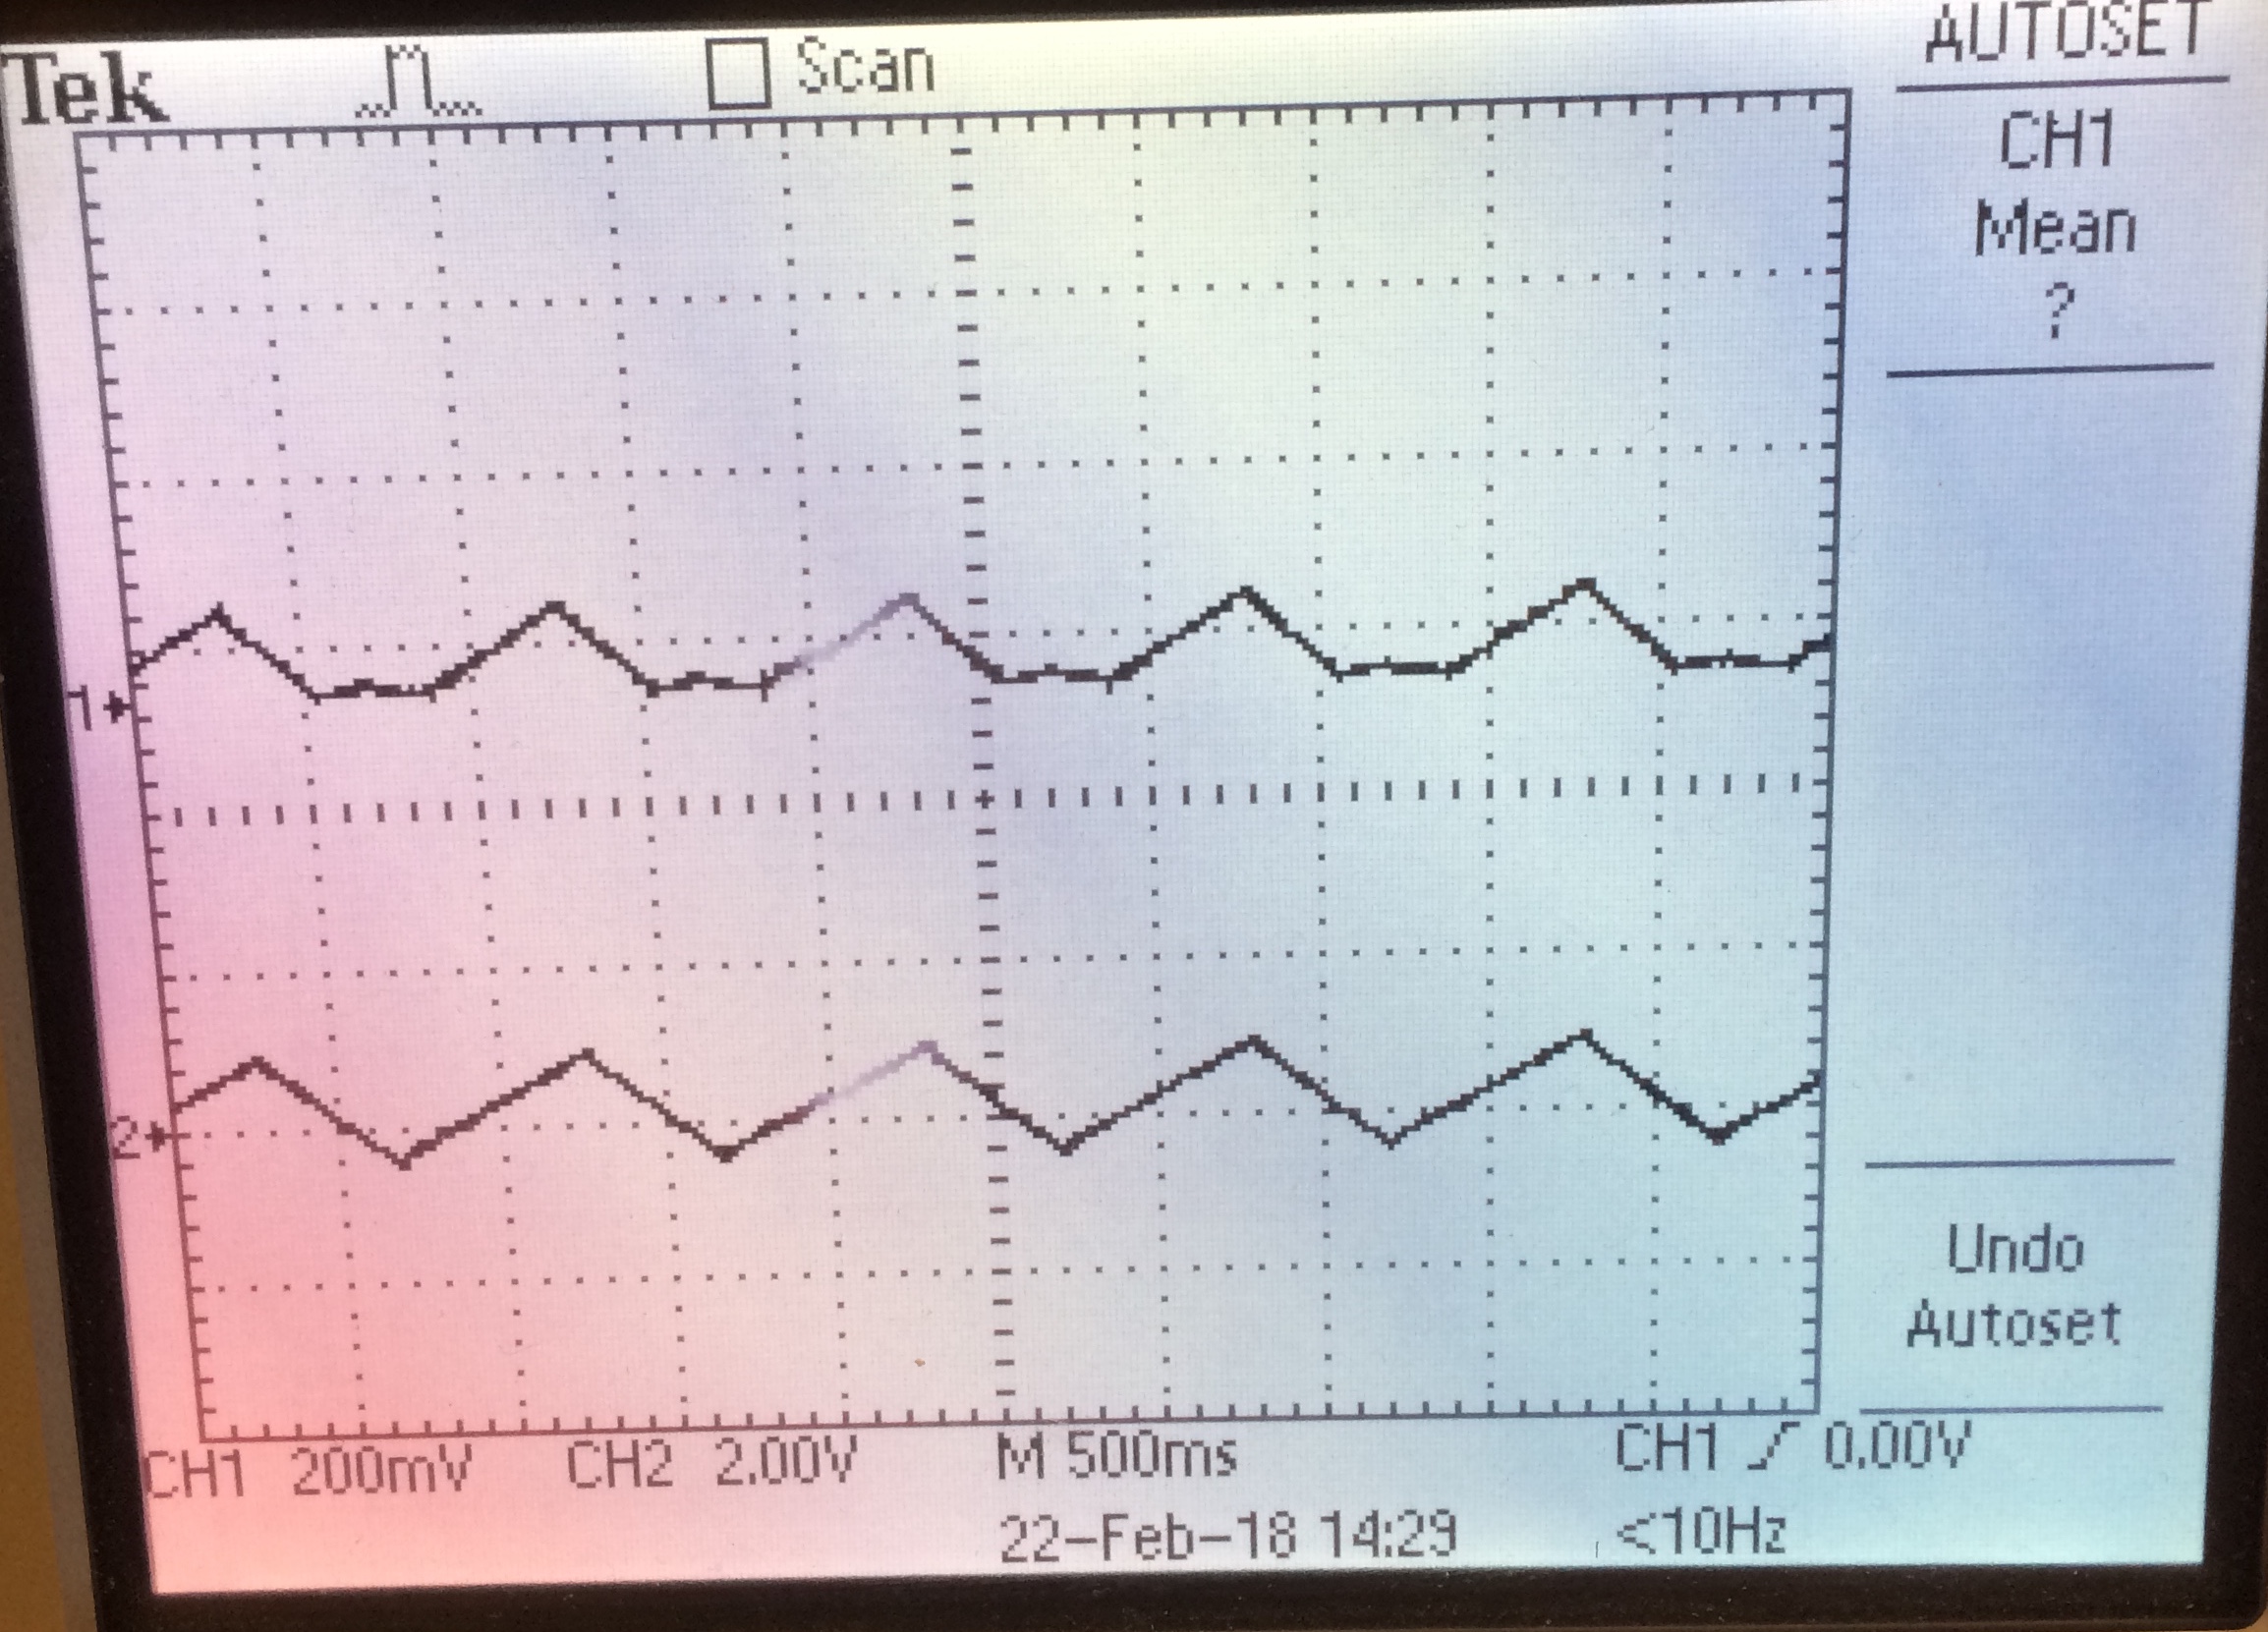 Tek Scan AUTOSET
CH1
Mean
?
1
2
Undo
Autoset
CH1 200mV CH2 2.00V M 500ms CH1 0.00V
22-Feb-18 14:29 <10Hz